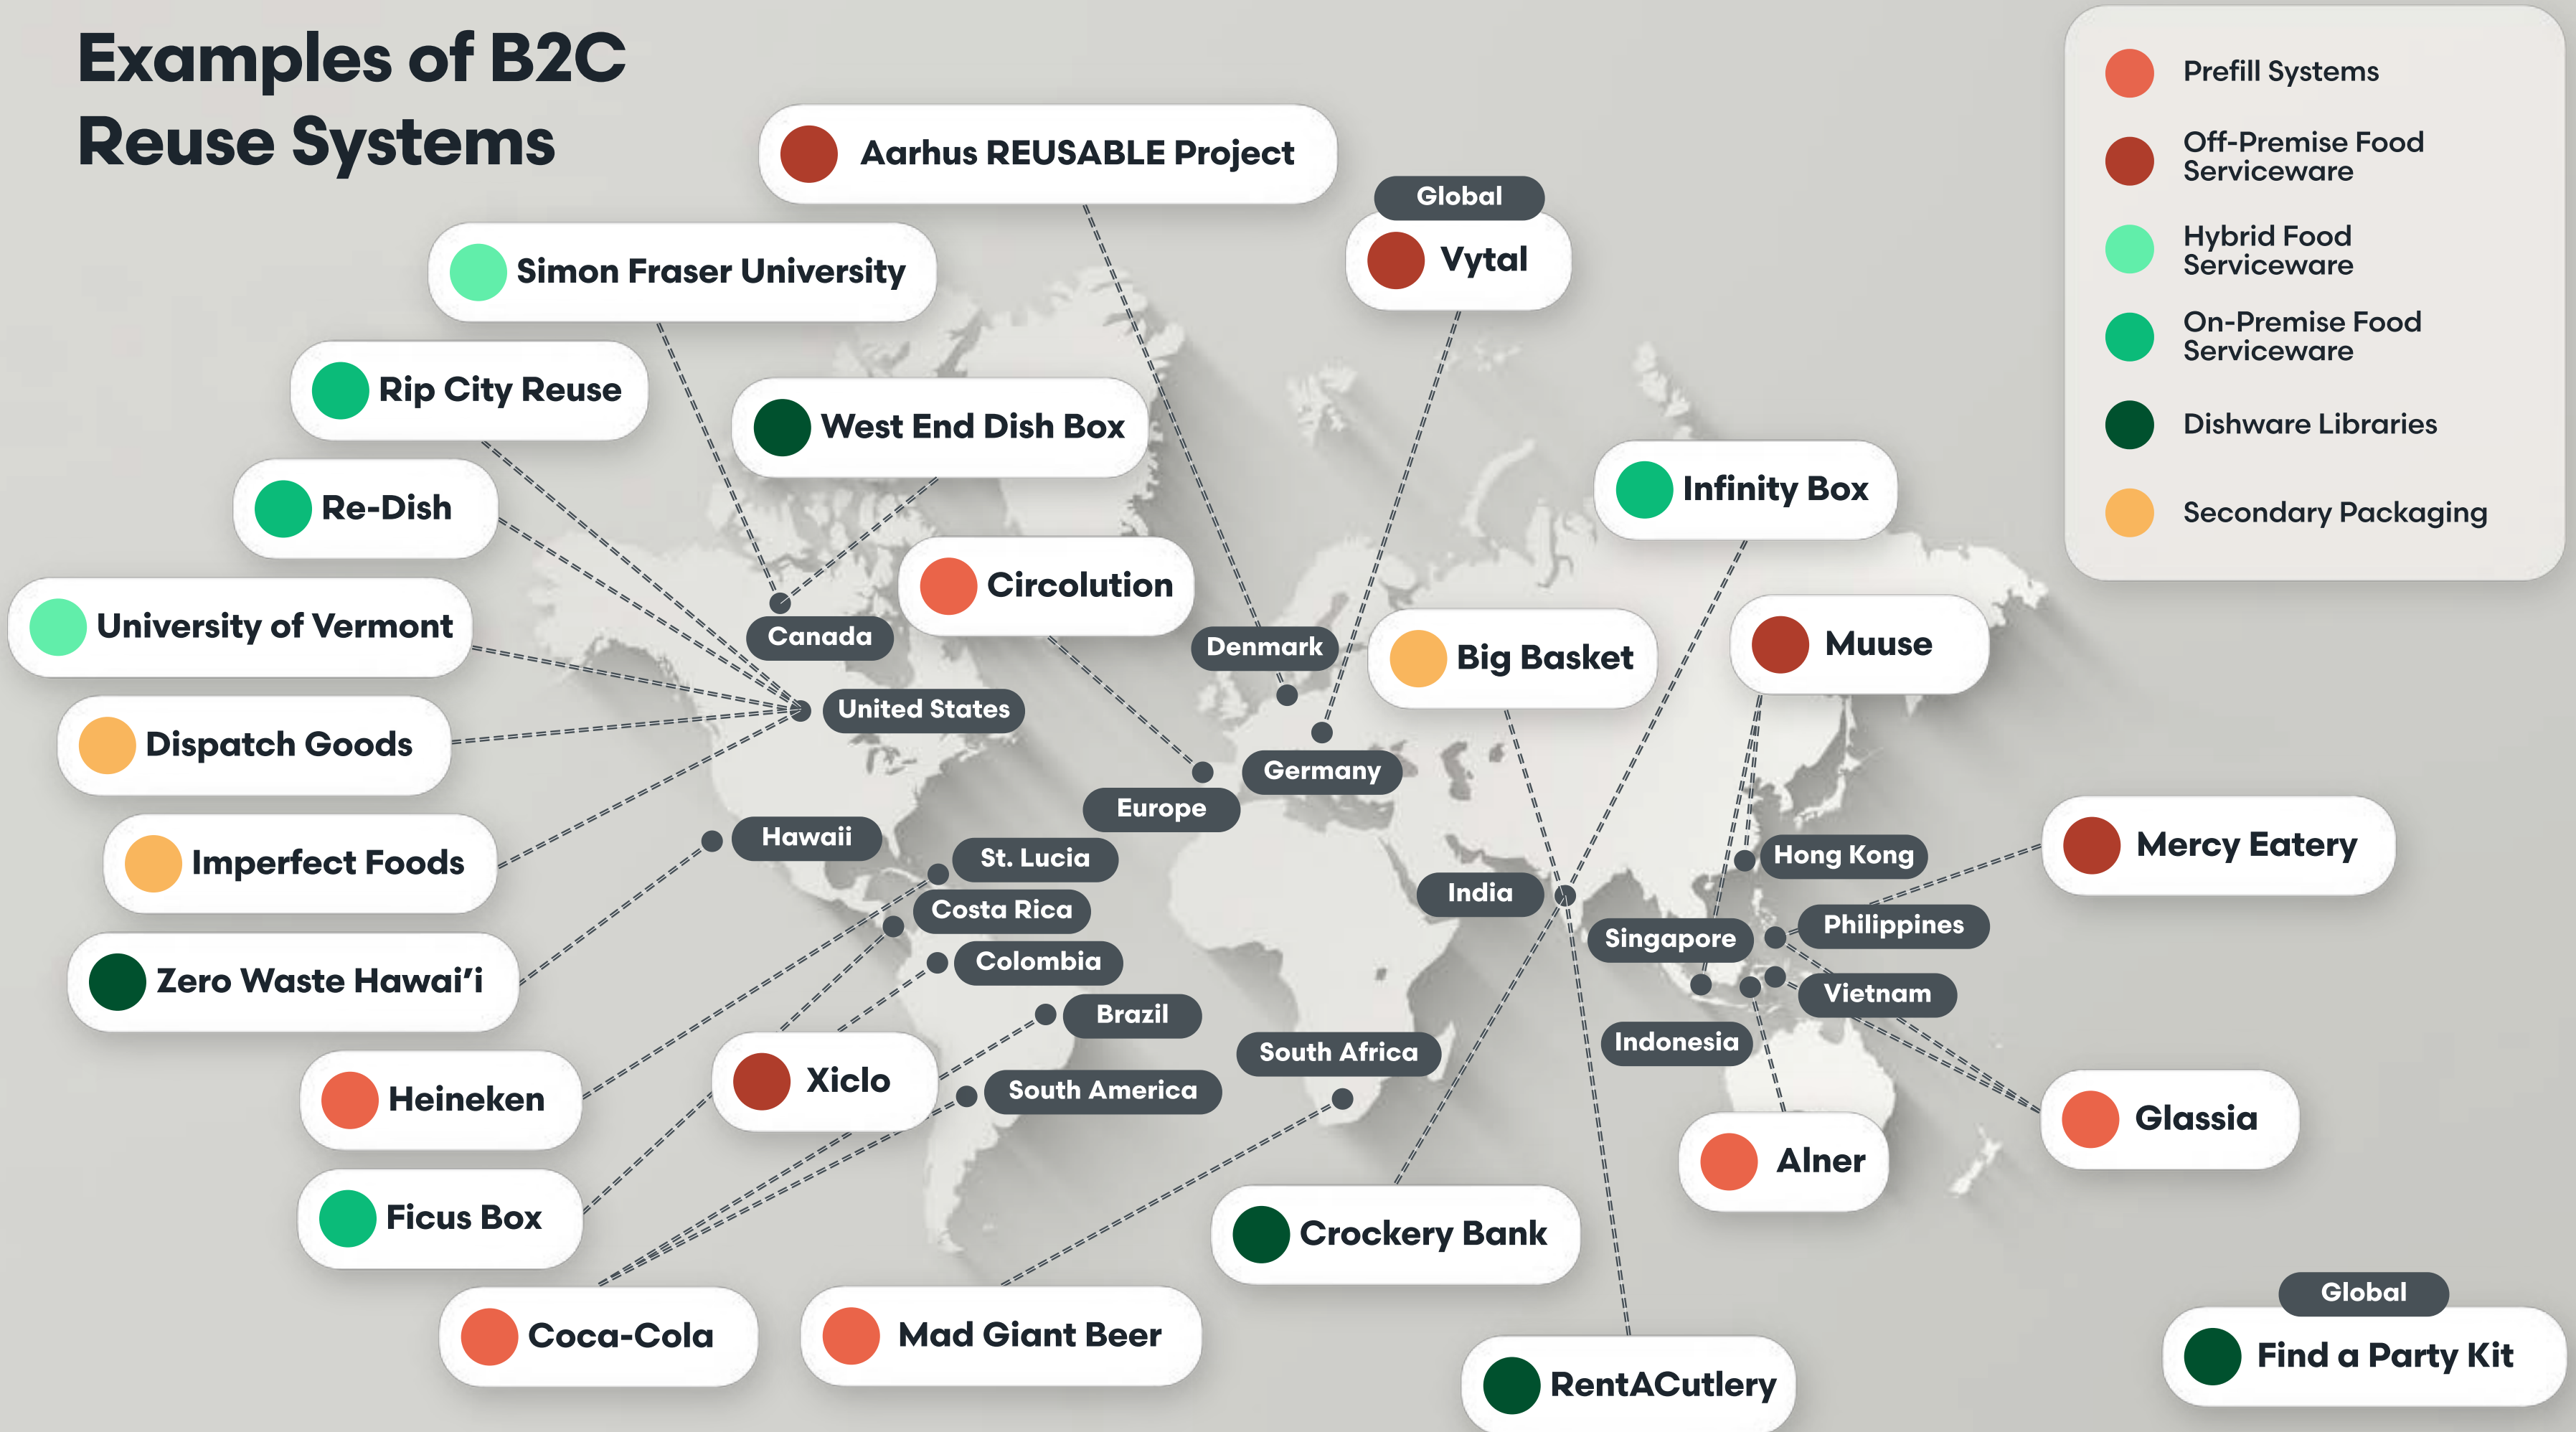 Examples of B2C
Reuse Systems
Prefill Systems
Off-Premise Food
Serviceware
Hybrid Food
Serviceware
On-Premise Food
Serviceware
Dishware Libraries
Secondary Packaging
Aarhus REUSABLE Project
Global
Vytal
Simon Fraser University
Rip City Reuse
West End Dish Box
Re-Dish
Infinity Box
Circolution
University of Vermont
Canada
Denmark
Big Basket
Muuse
United States
Dispatch Goods
Germany
Europe
Hawaii
St. Lucia
Hong Kong
Mercy Eatery
Imperfect Foods
India
Costa Rica
Philippines
Singapore
Colombia
Zero Waste Hawai’i
Vietnam
Brazil
Indonesia
South Africa
Xiclo
South America
Heineken
Glassia
Alner
Ficus Box
Crockery Bank
Global
Coca-Cola
Mad Giant Beer
Find a Party Kit
RentACutlery